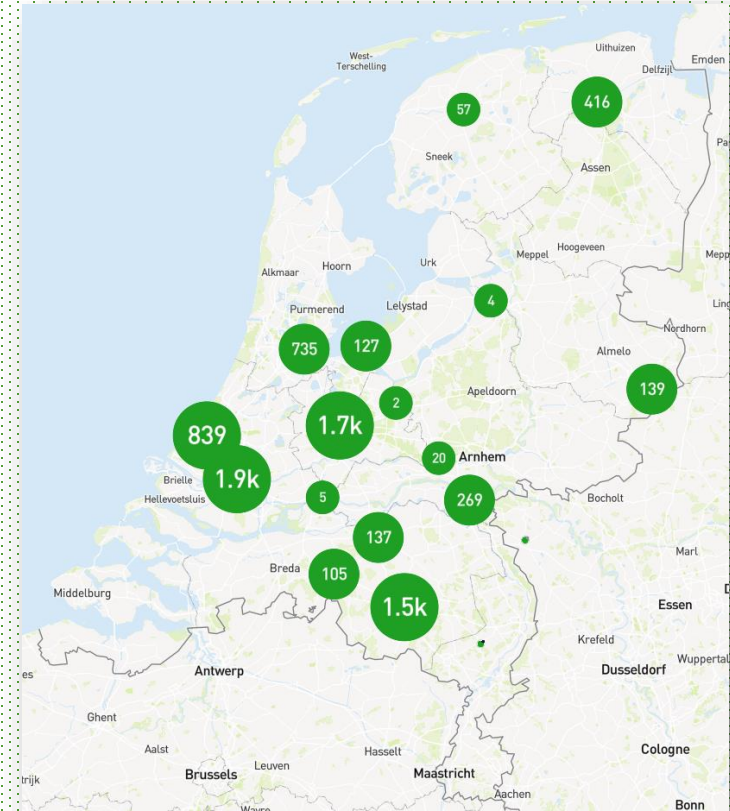 Uithuizen
West-
Terschelling
Emden
Delfzijl
57
416
Sneek
Assen
Meppel
Hoogeveen
Urk
Hoorn
Alkmaar
4
Purmerend
Lelystad
Nordhorn
735
127
Almelo
Apeldoorn
139
2
1.7k
839
20
Arnhem
1.9k
Brielle
Hellevoetsluis
5
269
Bocholt
137
Marl
Breda
105
Middelburg
1.5k
Essen
Krefeld
Antwerp
Dusseldorf
Ghent
Cologne
Aalst
Hasselt
Leuven
Brussels
Maastricht
Aachen
Bonn